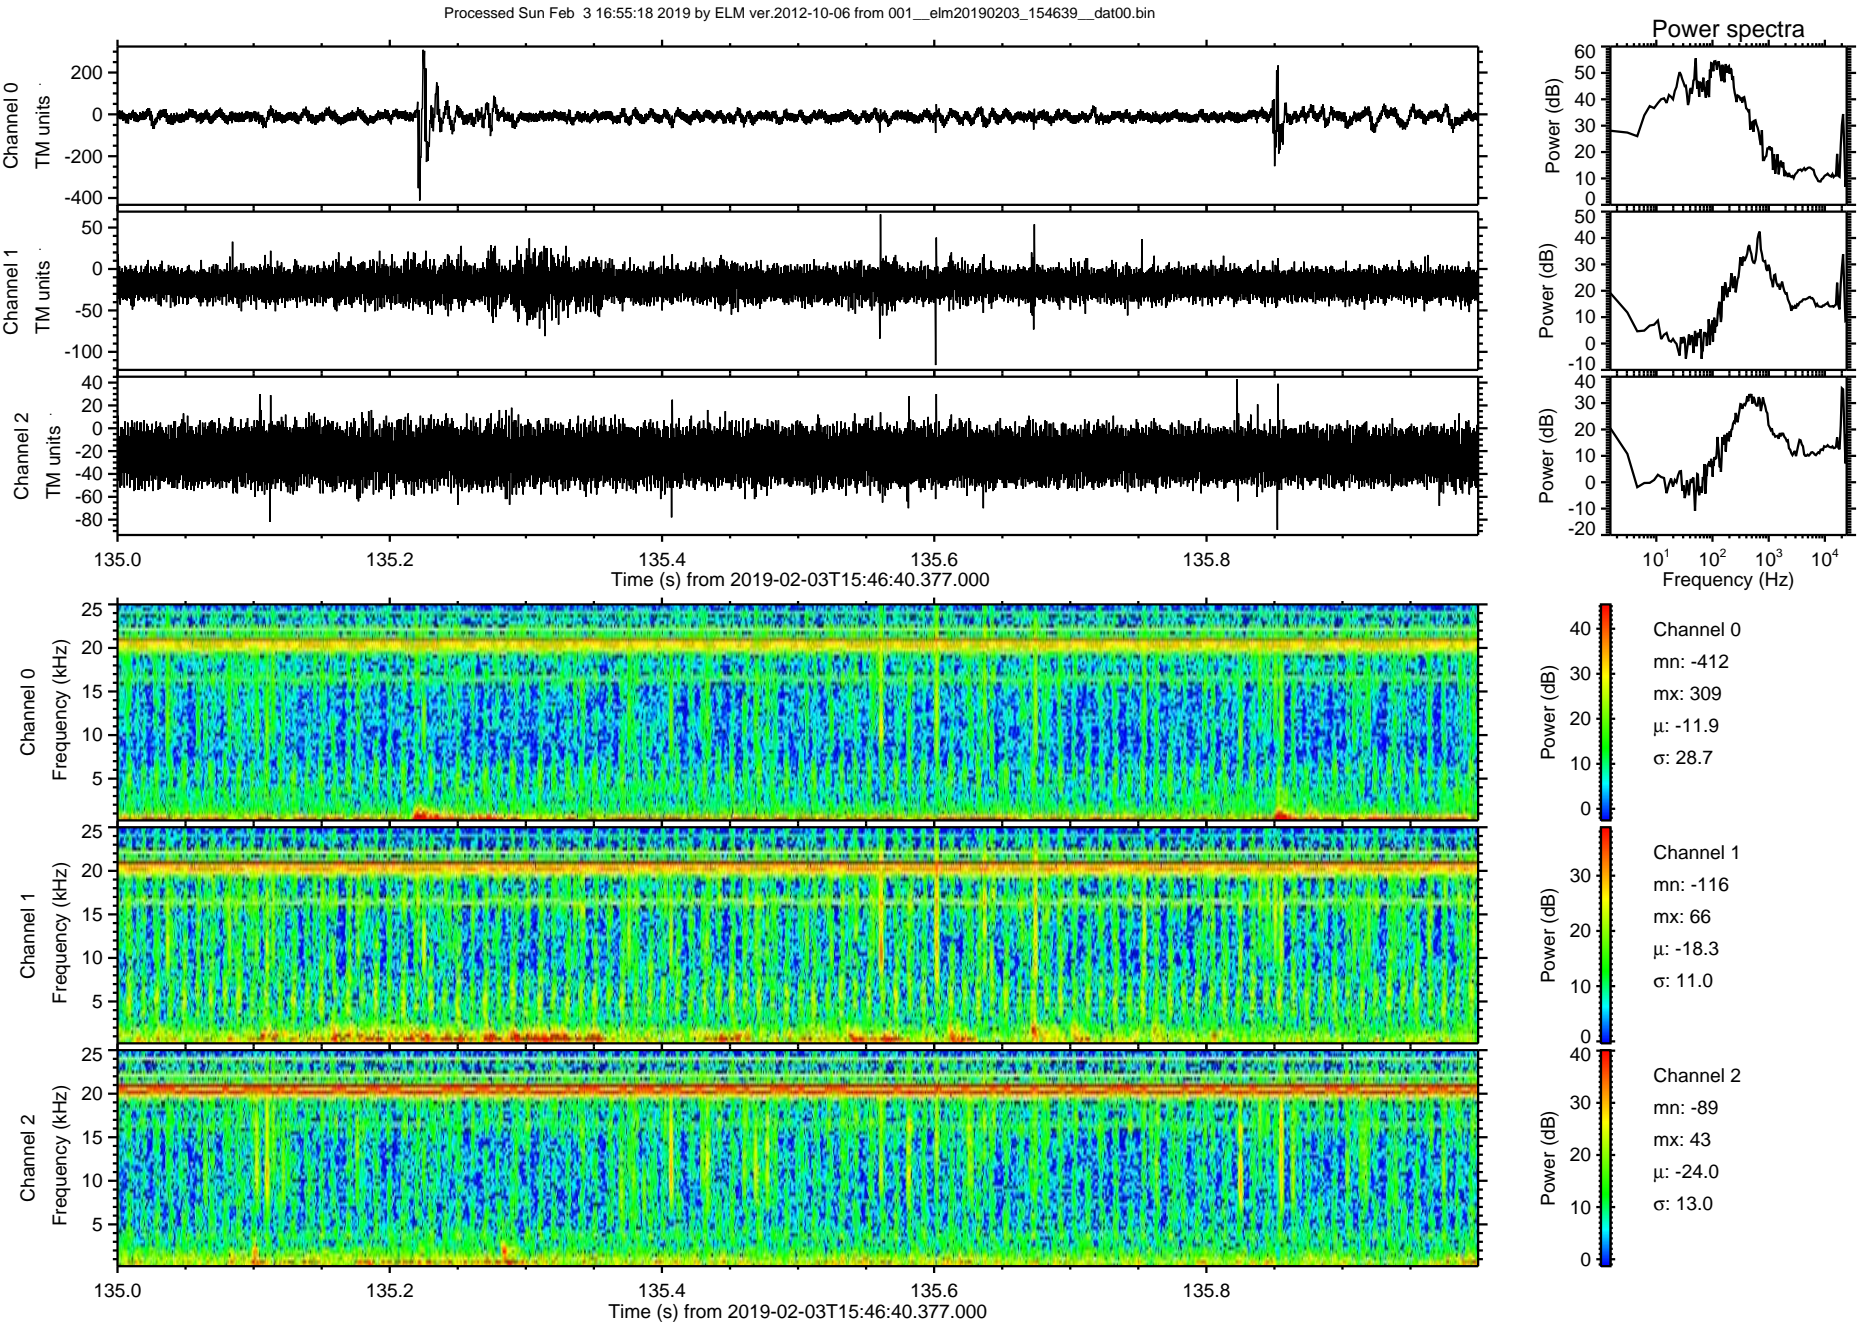 Processed Sun Feb  3 16:55:18 2019 by ELM ver.2012-10-06 from 001__elm20190203_154639__dat00.bin
Power spectra
Channel 0
TM units
200
0
-200
-400
Power (dB)
60
50
40
30
20
10
0
Channel 1
TM units
50
0
-50
-100
Power (dB)
50
40
30
20
10
0
-10
Channel 2
TM units
40
20
0
-20
-40
-60
-80
Power (dB)
40
30
20
10
0
-10
-20
135.0 135.2 135.4 135.6 135.8
Time (s) from 2019-02-03T15:46:40.377.000
10¹ 10² 10³ 10⁴
Frequency (Hz)
Channel 0
Frequency (kHz)
25
20
15
10
5
Power (dB)
40
30
20
10
0
Channel 0
mn: -412
mx: 309
μ: -11.9
σ: 28.7
Channel 1
Frequency (kHz)
25
20
15
10
5
Power (dB)
30
20
10
0
Channel 1
mn: -116
mx: 66
μ: -18.3
σ: 11.0
Channel 2
Frequency (kHz)
25
20
15
10
5
Power (dB)
40
30
20
10
0
Channel 2
mn: -89
mx: 43
μ: -24.0
σ: 13.0
135.0 135.2 135.4 135.6 135.8
Time (s) from 2019-02-03T15:46:40.377.000